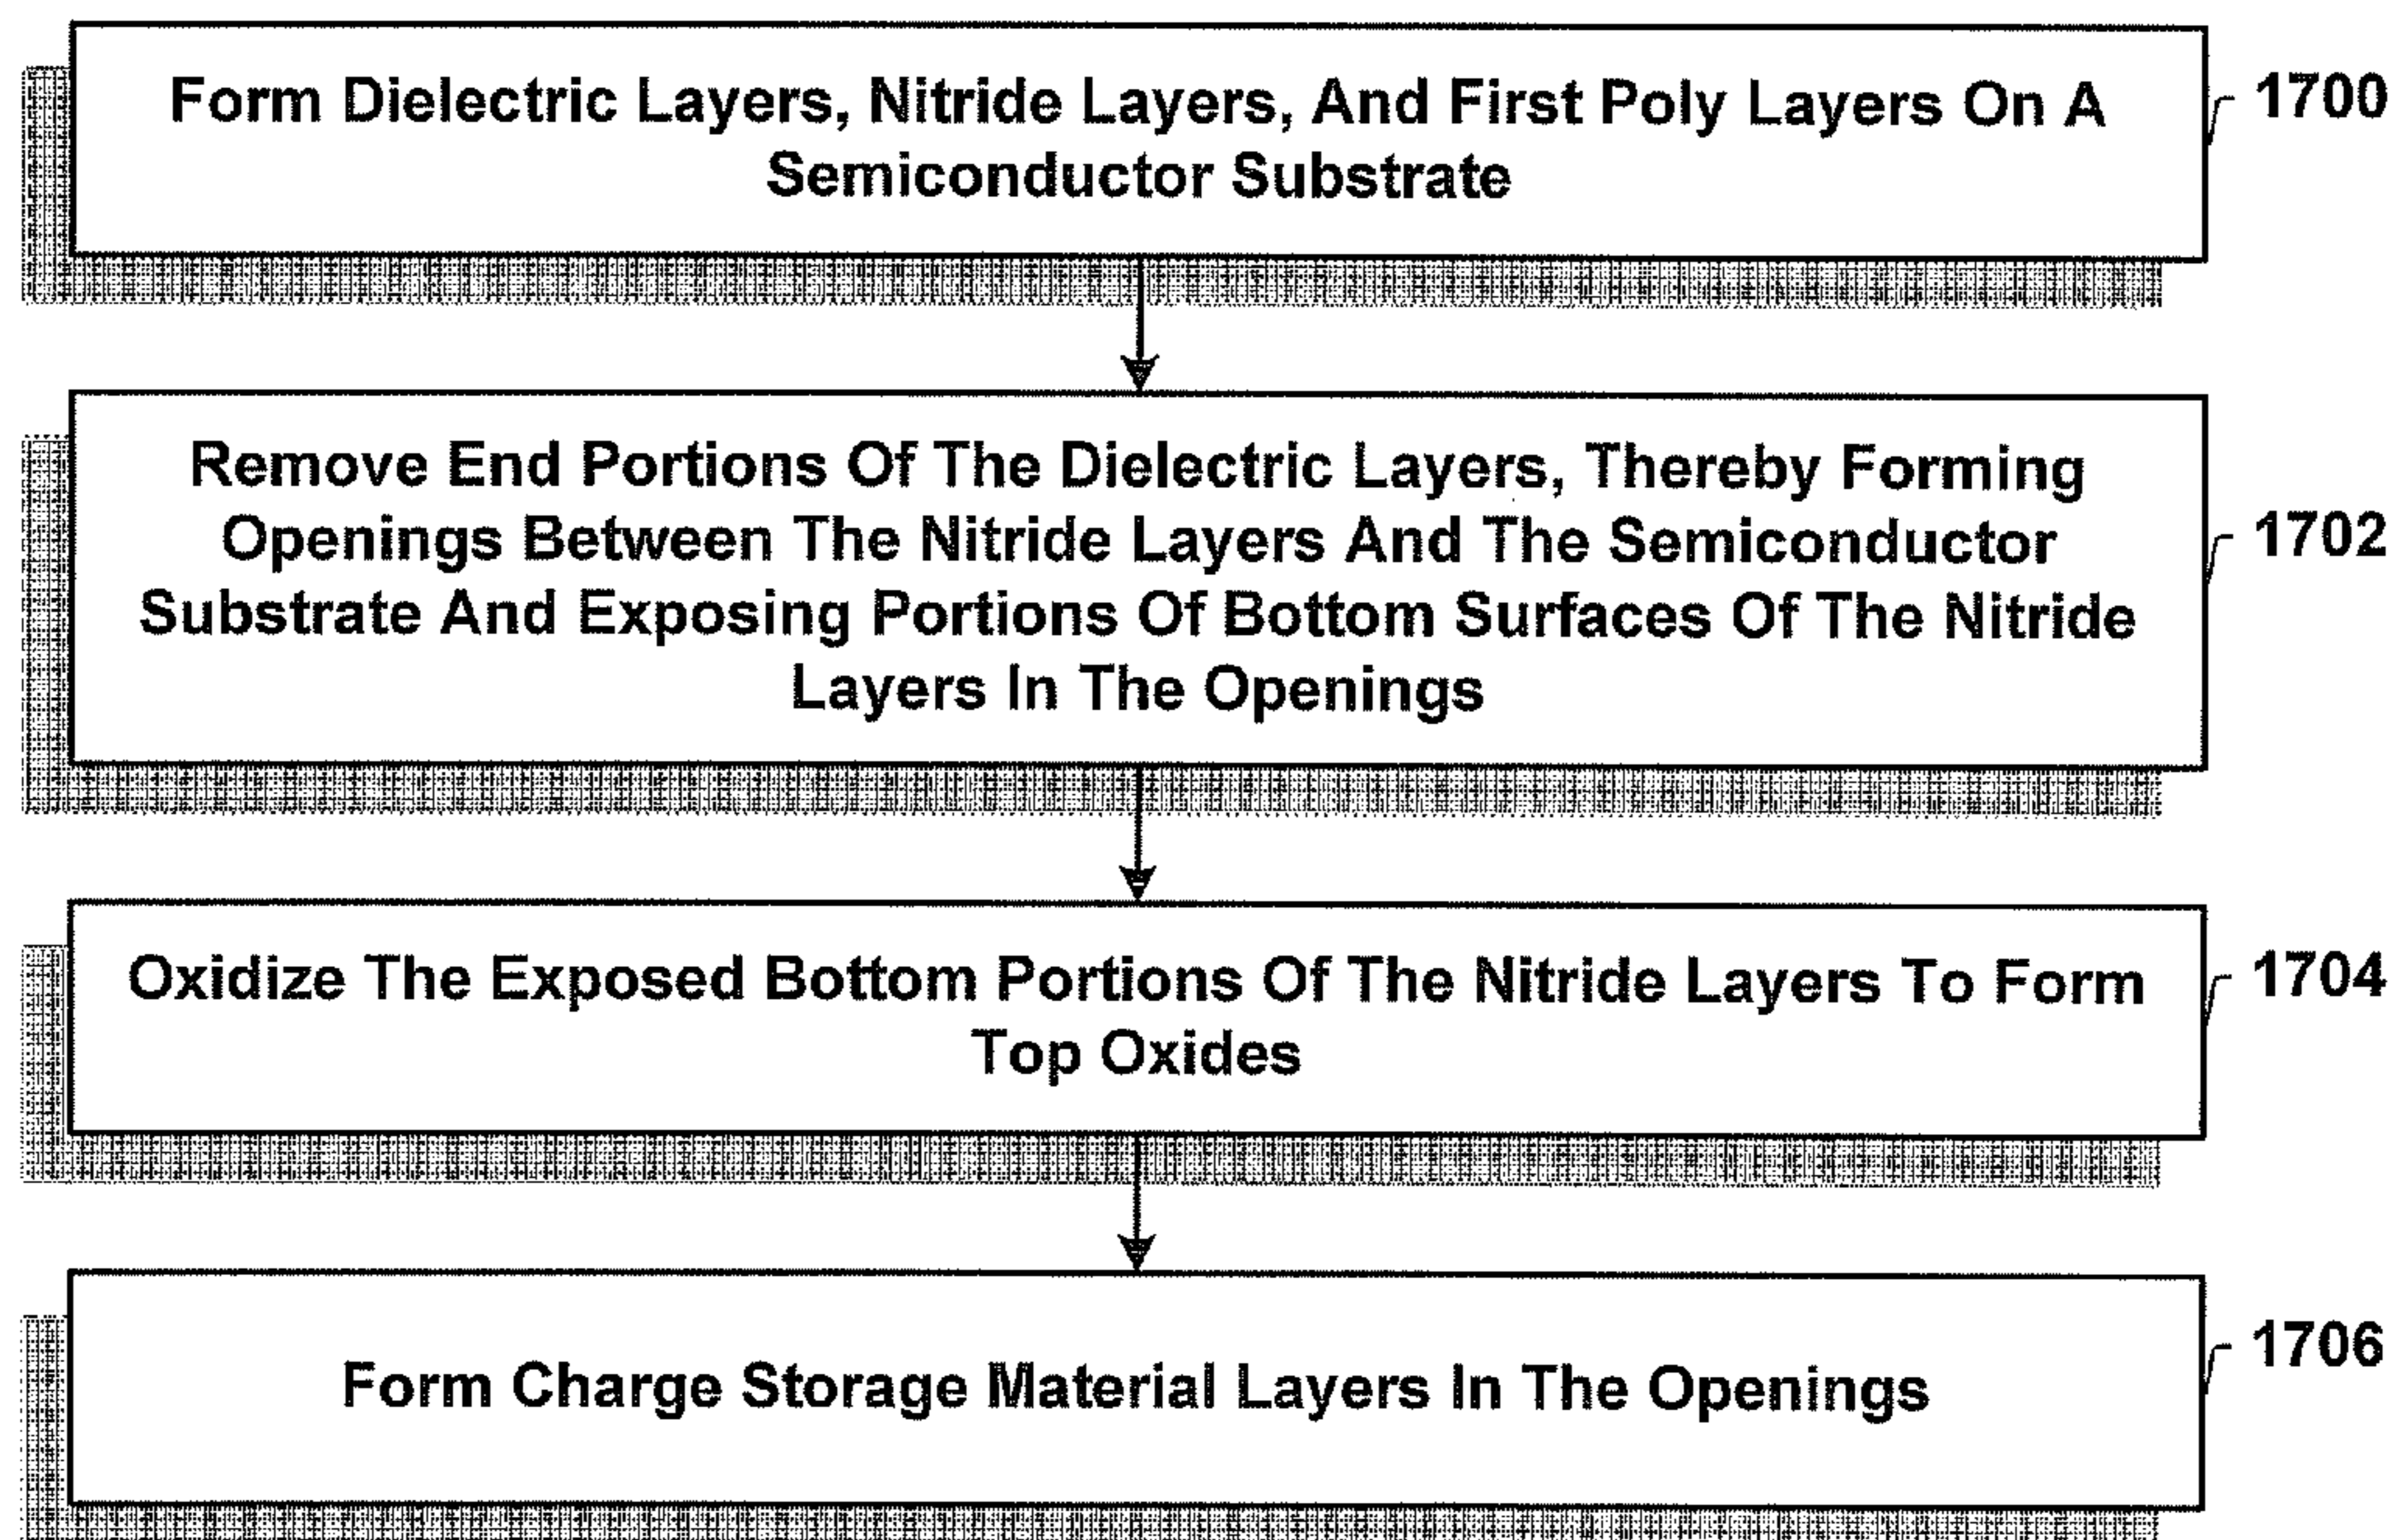 Form Dielectric Layers, Nitride Layers, And First Poly Layers On A
Semiconductor Substrate
1700
Remove End Portions Of The Dielectric Layers, Thereby Forming
Openings Between The Nitride Layers And The Semiconductor
Substrate And Exposing Portions Of Bottom Surfaces Of The Nitride
Layers In The Openings
1702
Oxidize The Exposed Bottom Portions Of The Nitride Layers To Form
Top Oxides
1704
Form Charge Storage Material Layers In The Openings
1706